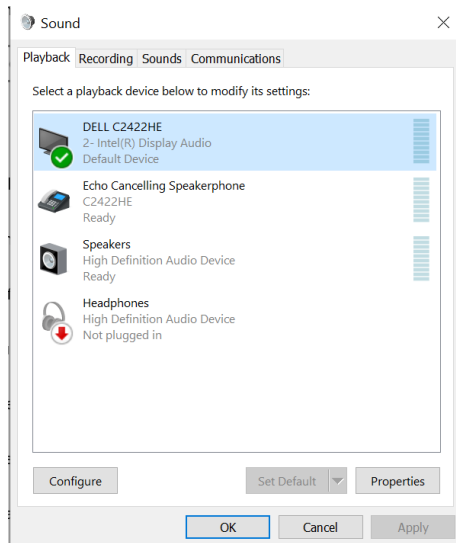 Sound
Playback Recording Sounds Communications
Select a playback device below to modify its settings:
DELL C2422HE
2- Intel(R) Display Audio
Default Device
Echo Cancelling Speakerphone
C2422HE
Ready
Speakers
High Definition Audio Device
Ready
Headphones
High Definition Audio Device
Not plugged in
Configure Set Default Properties
OK Cancel Apply